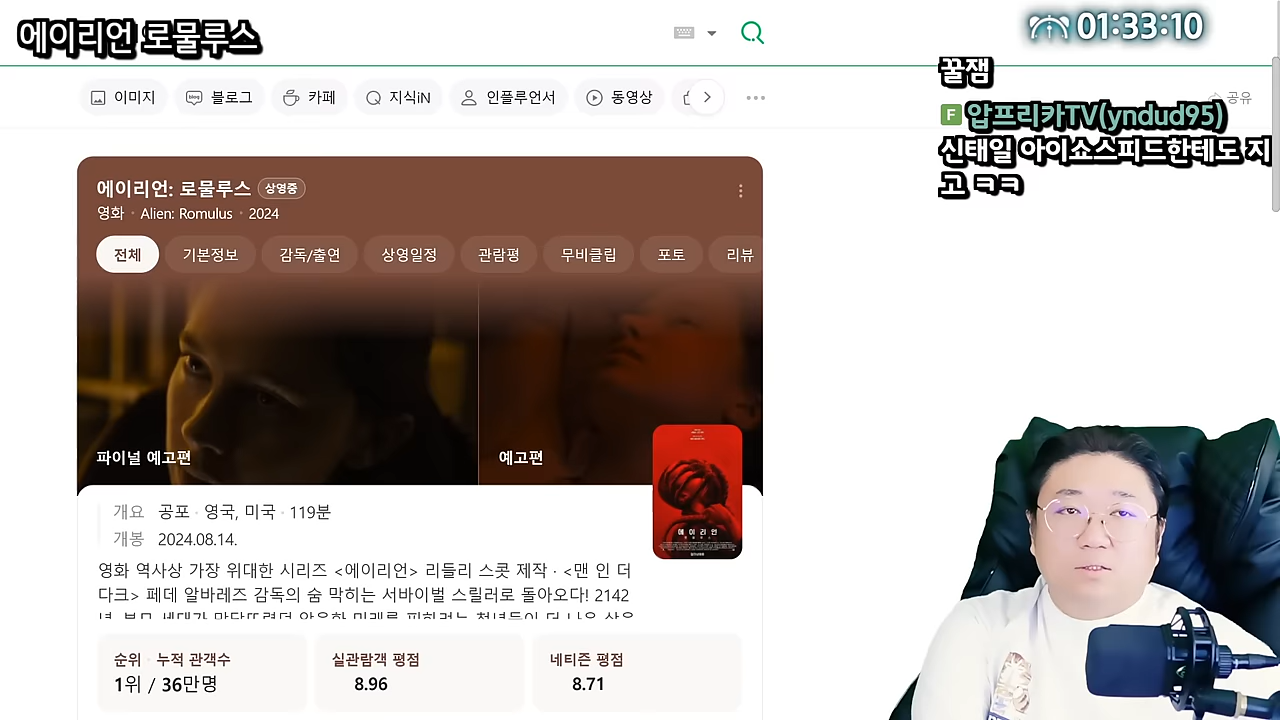 에이리언 로물루스
01:33:10
꿀잼
F 압프리카TV(yndud95)
신태일 아이쇼스피드한테도 지
고 ㅋㅋ
이미지
블로그
카페
지식iN
인플루언서
동영상
공유
에이리언: 로물루스 상영중
영화 · Alien: Romulus · 2024
전체
기본정보
감독/출연
상영일정
관람평
무비클립
포토
리뷰
파이널 예고편
예고편
에이리언
개요 공포 · 영국, 미국 · 119분
개봉 2024.08.14.
영화 역사상 가장 위대한 시리즈 <에이리언> 리들리 스콧 제작 · <맨 인 더
다크> 페데 알바레즈 감독의 숨 막히는 서바이벌 스릴러로 돌아오다! 2142
순위 · 누적 관객수
1위 / 36만명
실관람객 평점
8.96
네티즌 평점
8.71